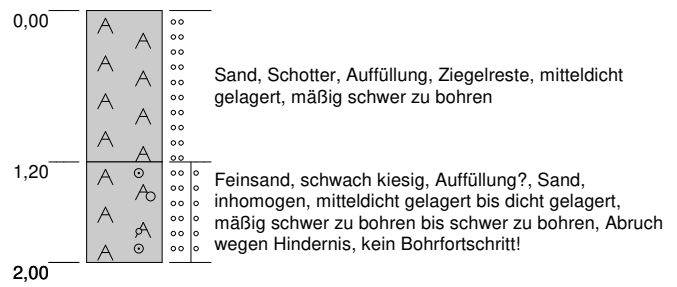 0,00
Sand, Schotter, Auffüllung, Ziegelreste, mitteldicht
gelagert, mäßig schwer zu bohren
1,20
Feinsand, schwach kiesig, Auffüllung?, Sand,
inhomogen, mitteldicht gelagert bis dicht gelagert,
mäßig schwer zu bohren bis schwer zu bohren, Abruch
wegen Hindernis, kein Bohrfortschritt!
2,00